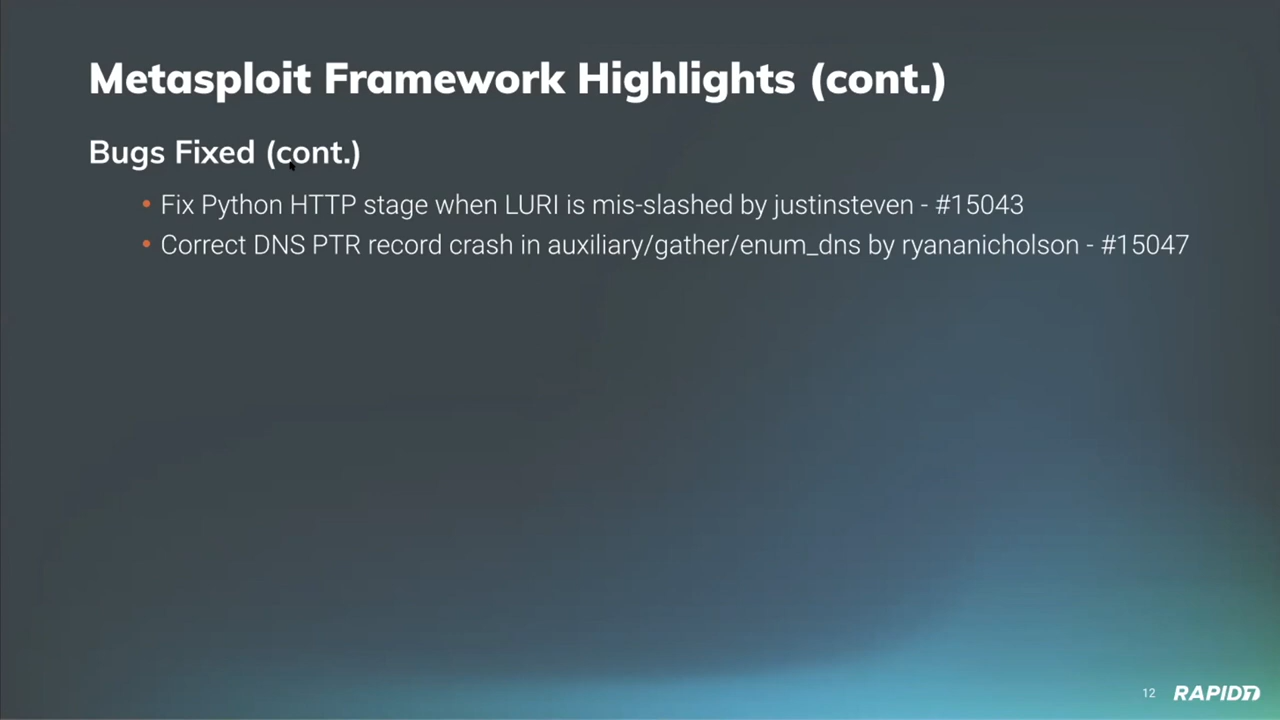 Metasploit Framework Highlights (cont.)
Bugs Fixed (cont.)
• Fix Python HTTP stage when LURI is mis-slashed by justinsteven - #15043
• Correct DNS PTR record crash in auxiliary/gather/enum_dns by ryananicholson - #15047
12 RAPID7